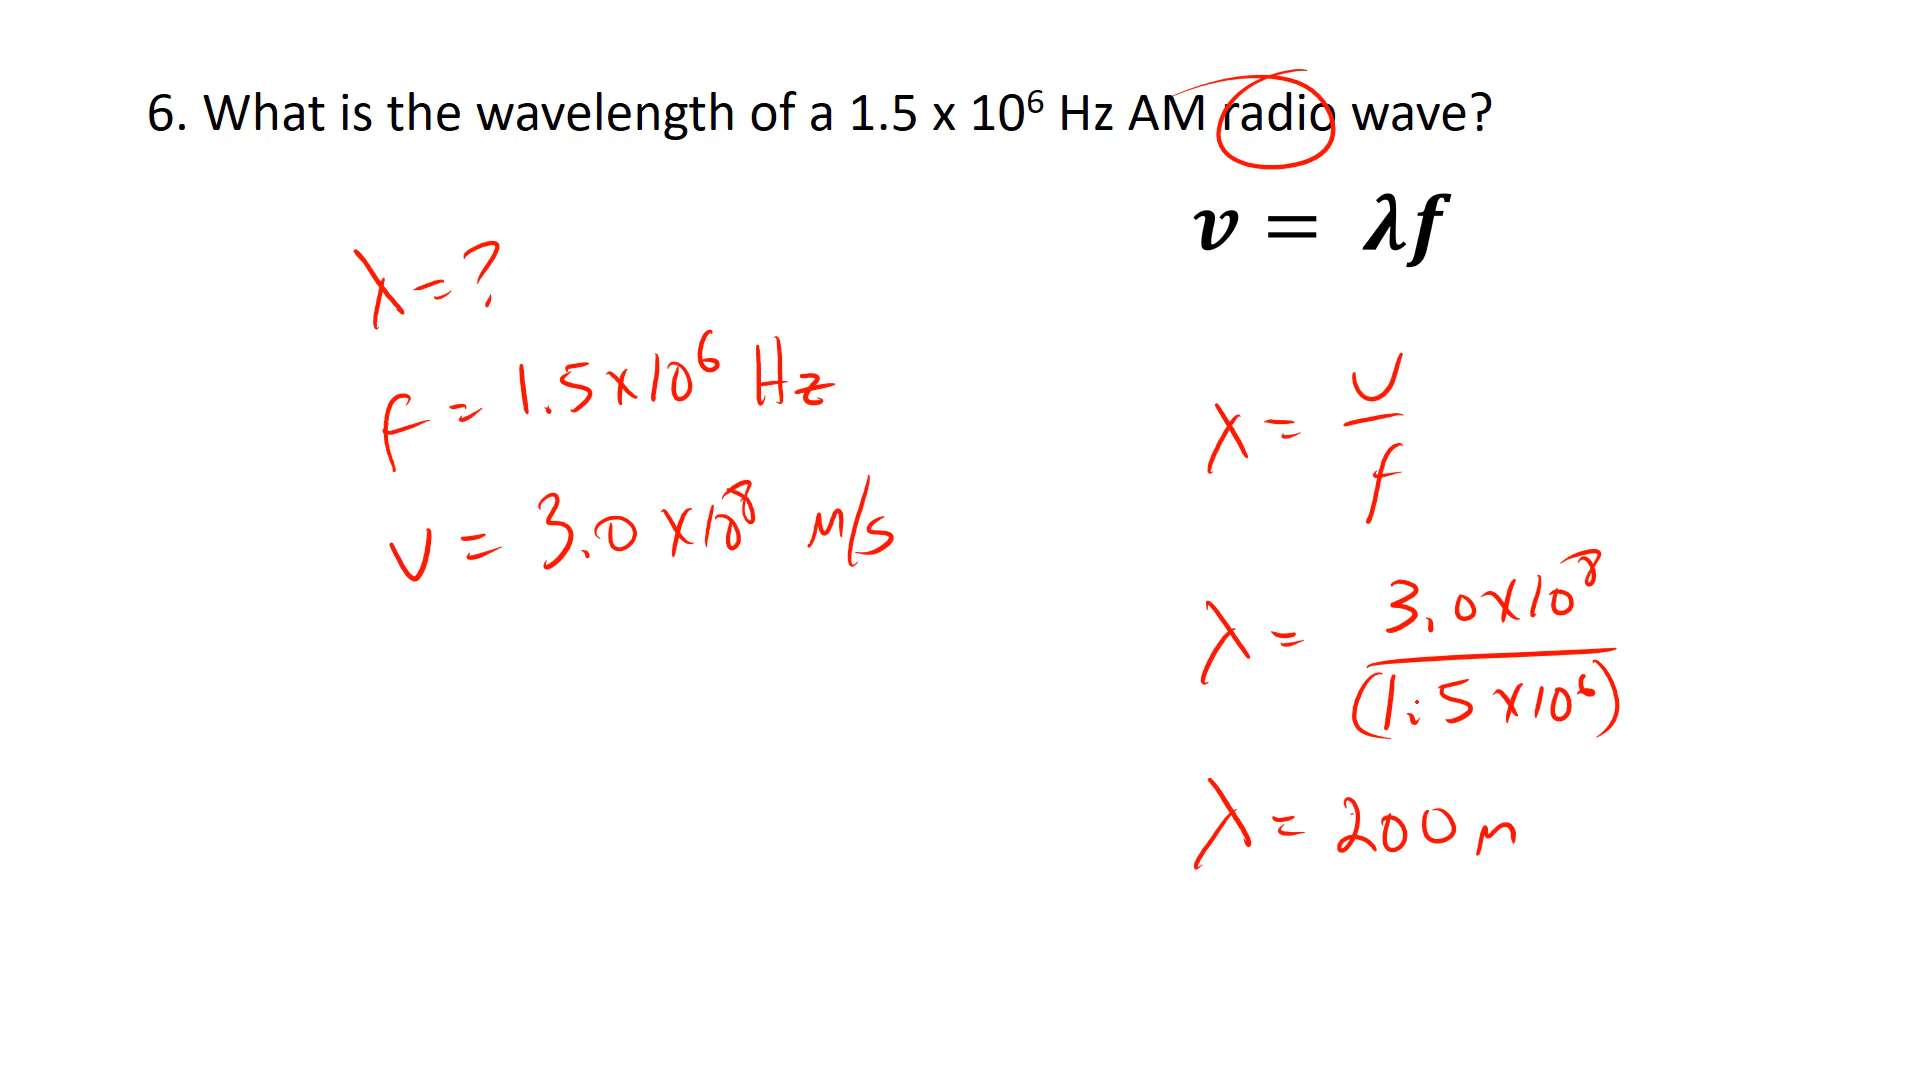 6. What is the wavelength of a 1.5 x 10⁶ Hz AM radio wave?
v = λf
λ = ?
f = 1.5 x 10⁶ Hz
v = 3.0 x 10⁸ m/s
λ = v/f
λ = 3.0 x 10⁸/(1.5 x 10⁶)
λ = 200 m